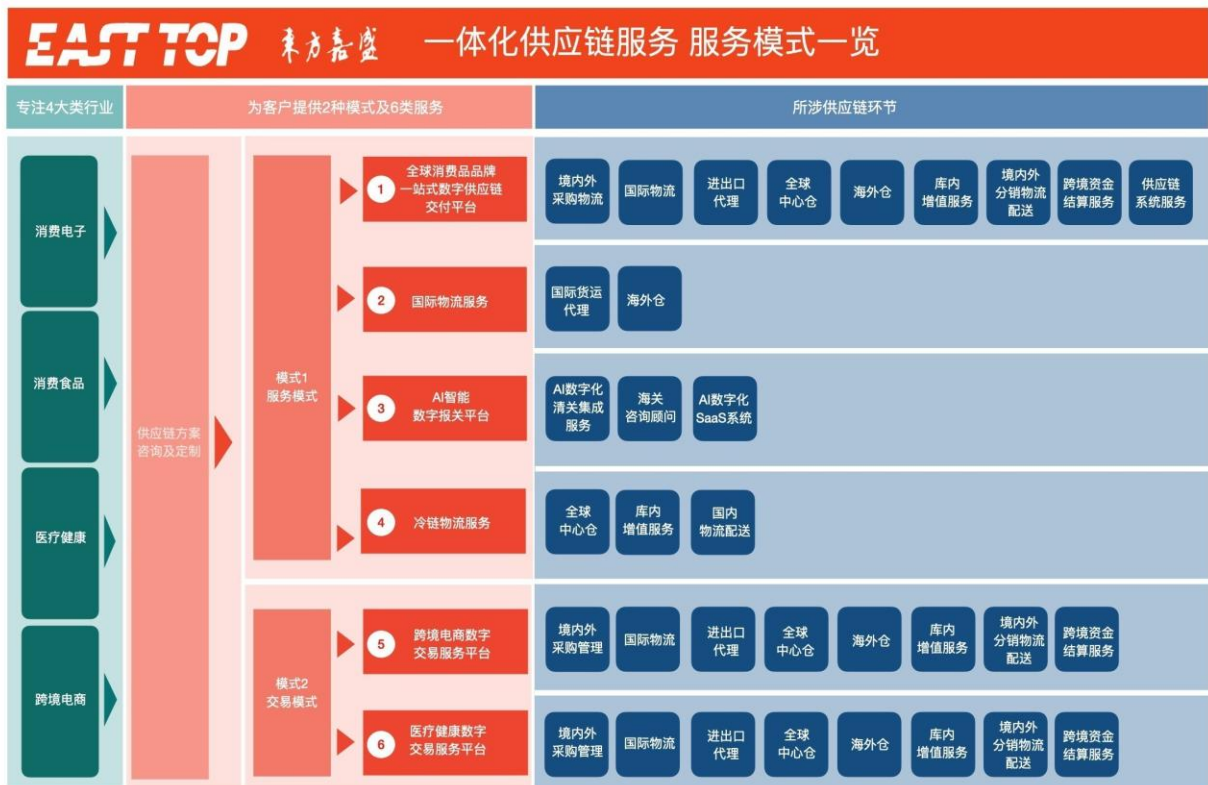 EAST TOP 東方嘉盛 一体化供应链服务 服务模式一览
专注4大类行业
为客户提供2种模式及6类服务
所涉供应链环节
消费电子
消费食品
医疗健康
跨境电商
供应链方案
咨询及定制
模式1
服务模式
1
全球消费品品牌
一站式数字供应链
交付平台
境内外
采购物流
国际物流
进出口
代理
全球
中心仓
海外仓
库内
增值服务
境内外
分销物流
配送
跨境资金
结算服务
供应链
系统服务
2
国际物流服务
国际货运
代理
海外仓
3
AI智能
数字报关平台
AI数字化
清关集成
服务
海关
咨询顾问
AI数字化
SaaS系统
4
冷链物流服务
全球
中心仓
库内
增值服务
国内
物流配送
模式2
交易模式
5
跨境电商数字
交易服务平台
境内外
采购管理
国际物流
进出口
代理
全球
中心仓
海外仓
库内
增值服务
境内外
分销物流
配送
跨境资金
结算服务
6
医疗健康数字
交易服务平台
境内外
采购管理
国际物流
进出口
代理
全球
中心仓
海外仓
库内
增值服务
境内外
分销物流
配送
跨境资金
结算服务